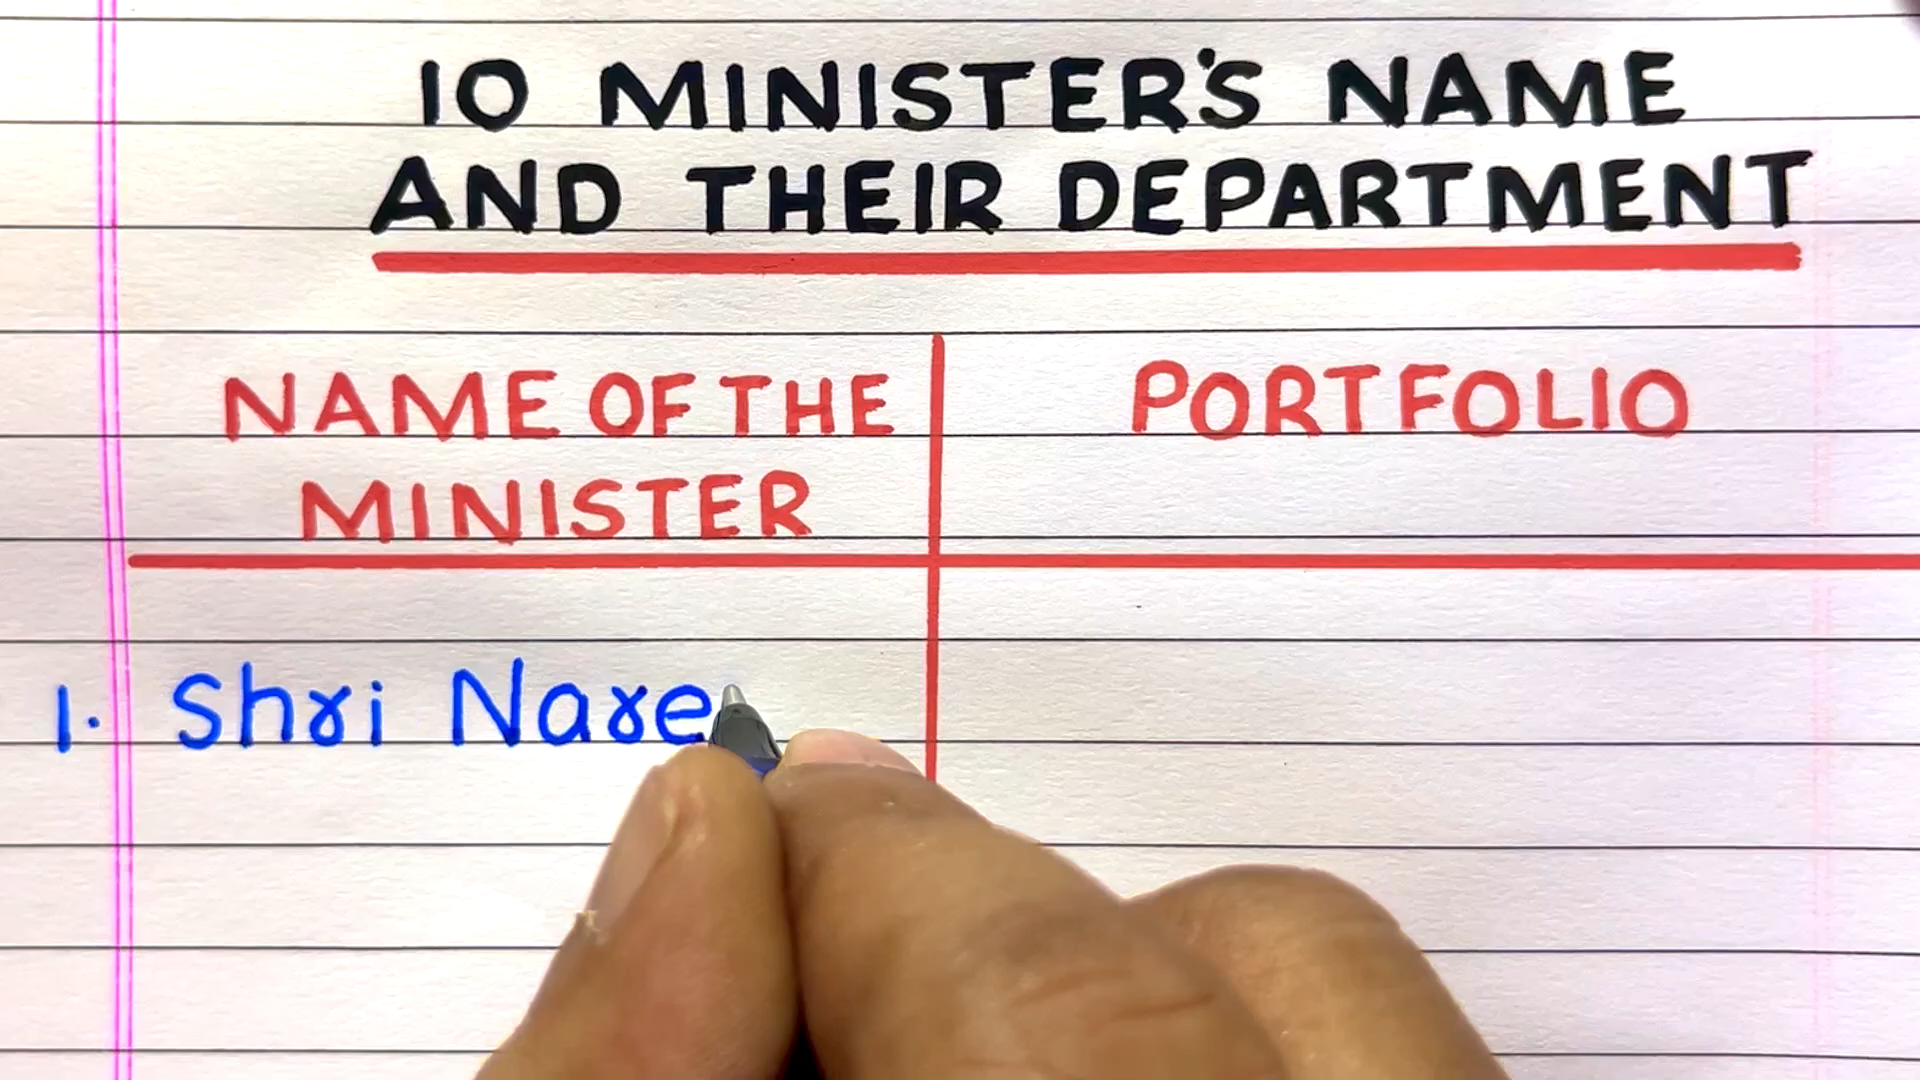 10 MINISTER'S NAME
AND THEIR DEPARTMENT
NAME OF THE
MINISTER
PORTFOLIO
1. Shri Nare